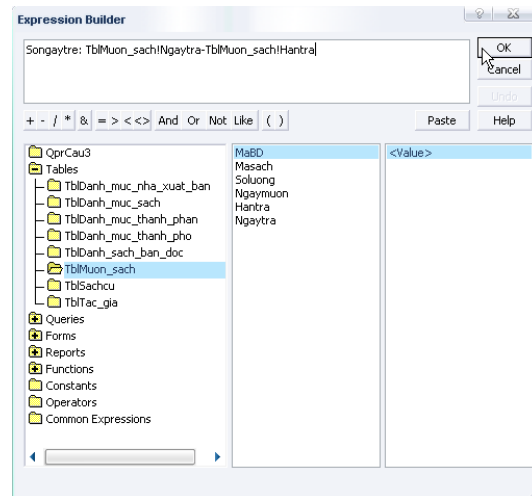 Expression Builder
Songaytre: TblMuon_sach!Ngaytra-TblMuon_sach!Hantra
OK
Cancel
Undo
+ - / * & = > < <> And Or Not Like ( ) Paste Help
QprCau3
Tables
TblDanh_muc_nha_xuat_ban
TblDanh_muc_sach
TblDanh_muc_thanh_phan
TblDanh_muc_thanh_pho
TblDanh_sach_ban_doc
TblMuon_sach
TblSachcu
TblTac_gia
Queries
Forms
Reports
Functions
Constants
Operators
Common Expressions
MaBD
Masach
Soluong
Ngaymuon
Hantra
Ngaytra
<Value>